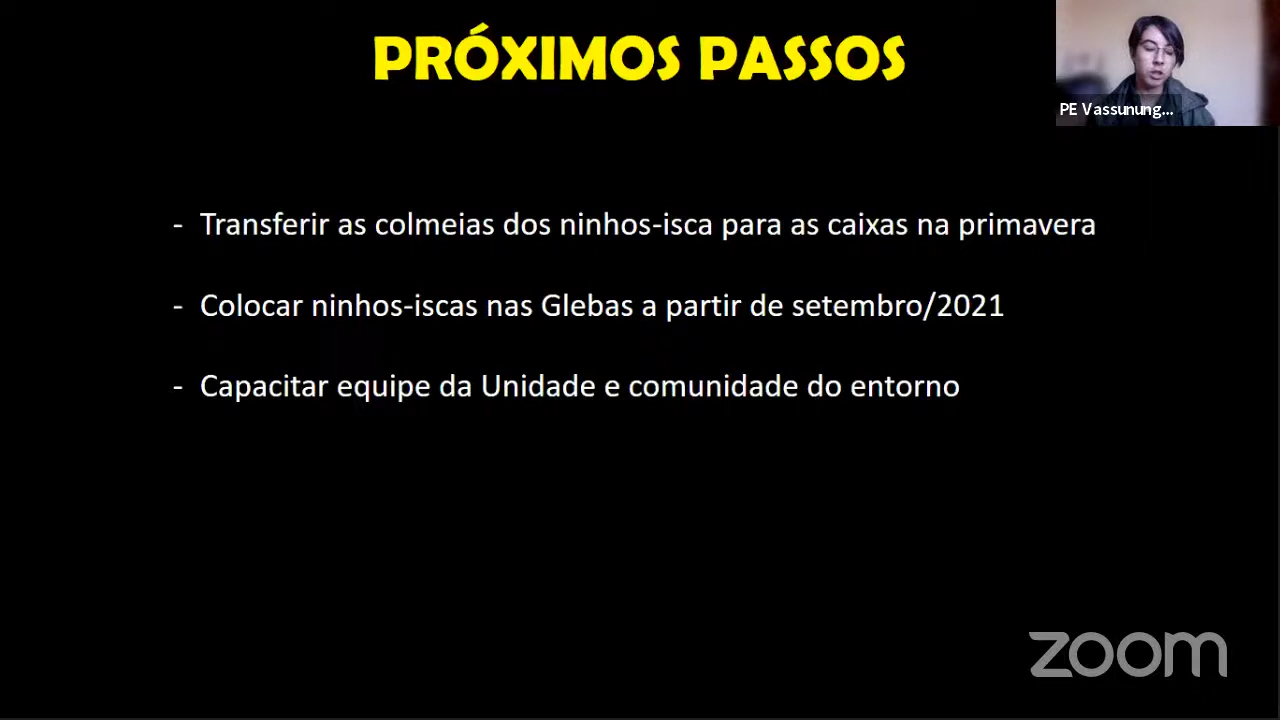 PRÓXIMOS PASSOS
PE Vassunung...
- Transferir as colmeias dos ninhos-isca para as caixas na primavera
- Colocar ninhos-iscas nas Glebas a partir de setembro/2021
- Capacitar equipe da Unidade e comunidade do entorno
zoom